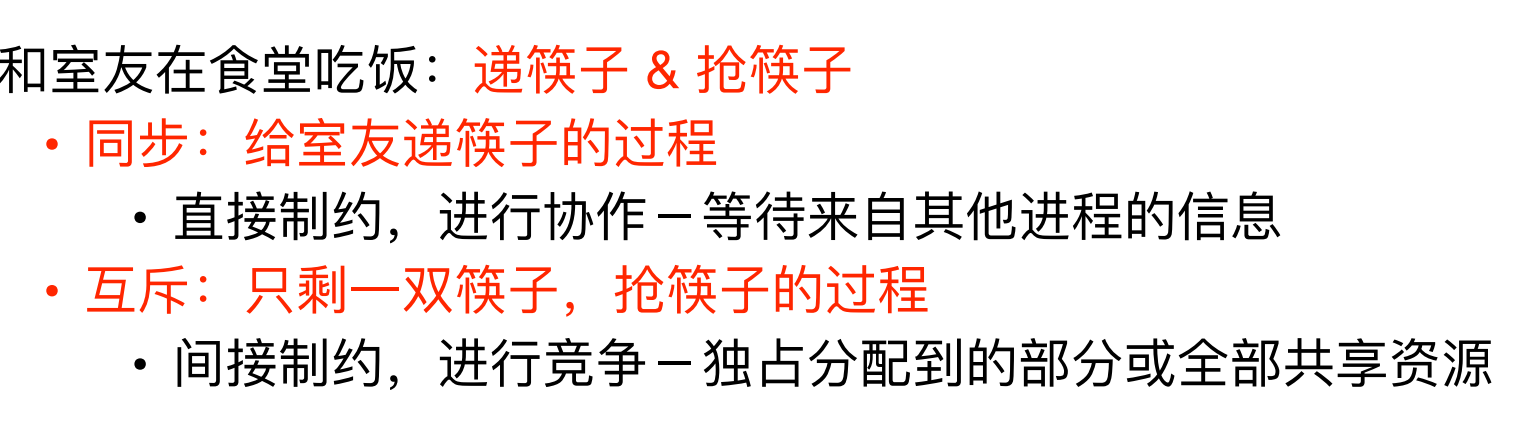 和室友在食堂吃饭：递筷子 & 抢筷子
• 同步：给室友递筷子的过程
• 直接制约，进行协作 – 等待来自其他进程的信息
• 互斥：只剩一双筷子，抢筷子的过程
• 间接制约，进行竞争 – 独占分配到的部分或全部共享资源